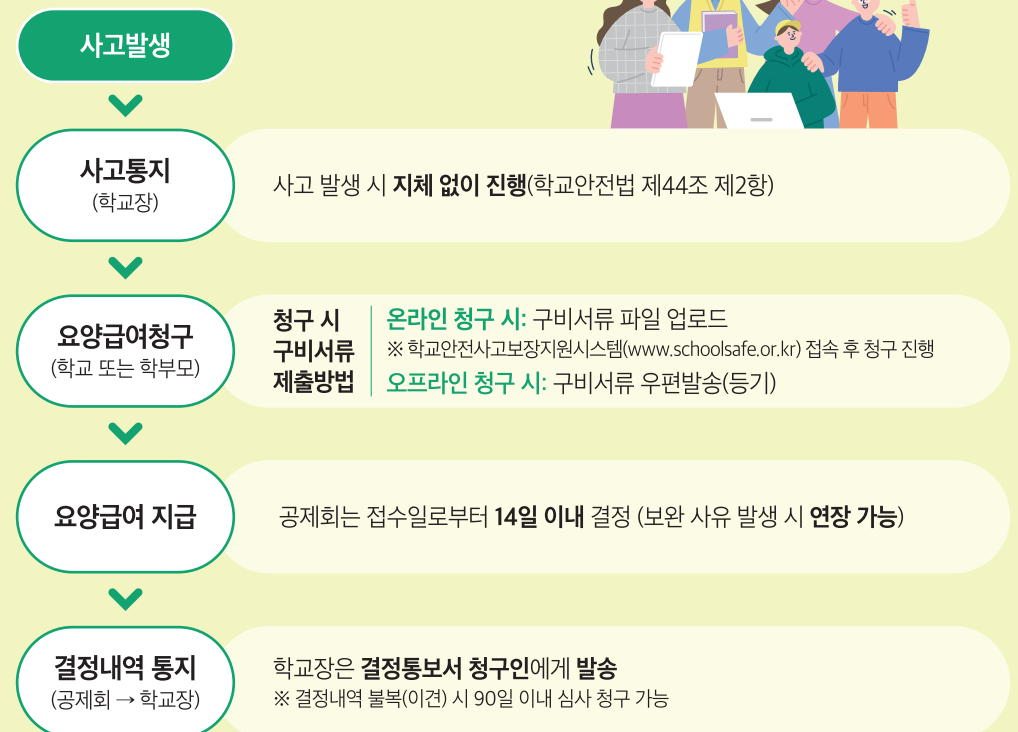 사고발생
사고통지
(학교장)
사고 발생 시 지체 없이 진행(학교안전법 제44조 제2항)
요양급여청구
(학교 또는 학부모)
청구 시
구비서류
제출방법
온라인 청구 시: 구비서류 파일 업로드
※ 학교안전사고보장지원시스템(www.schoolsafe.or.kr) 접속 후 청구 진행
오프라인 청구 시: 구비서류 우편발송(등기)
요양급여 지급
공제회는 접수일로부터 14일 이내 결정 (보완 사유 발생 시 연장 가능)
결정내역 통지
(공제회 → 학교장)
학교장은 결정통보서 청구인에게 발송
※ 결정내역 불복(이견) 시 90일 이내 심사 청구 가능